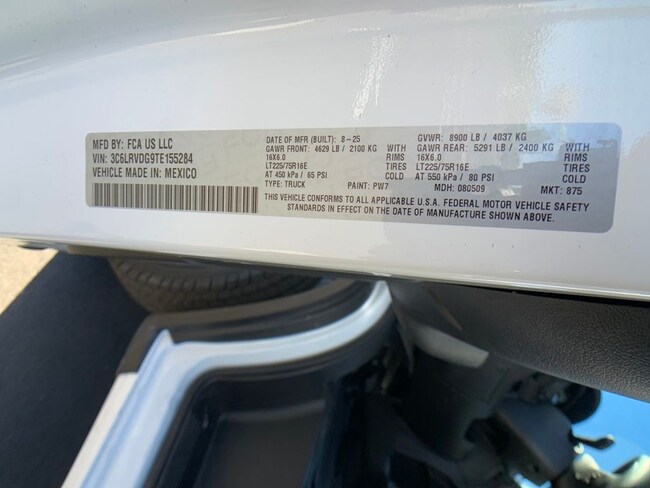 MFD BY: FCA US LLC
VIN: 3C6LRVDG9TE155284
VEHICLE MADE IN: MEXICO
DATE OF MFR (BUILT): 8-25 GVWR: 8900 LB / 4037 KG
GAWR FRONT: 4629 LB / 2100 KG WITH GAWR REAR: 5291 LB / 2400 KG WITH
16X6.0 RIMS 16X6.0 RIMS
LT225/75R16E TIRES LT225/75R16E TIRES
AT 450 kPa / 65 PSI COLD AT 550 kPa / 80 PSI COLD
TYPE: TRUCK PAINT: PW7 MDH: 080509 MKT: 875
THIS VEHICLE CONFORMS TO ALL APPLICABLE U.S.A. FEDERAL MOTOR VEHICLE SAFETY
STANDARDS IN EFFECT ON THE DATE OF MANUFACTURE SHOWN ABOVE.